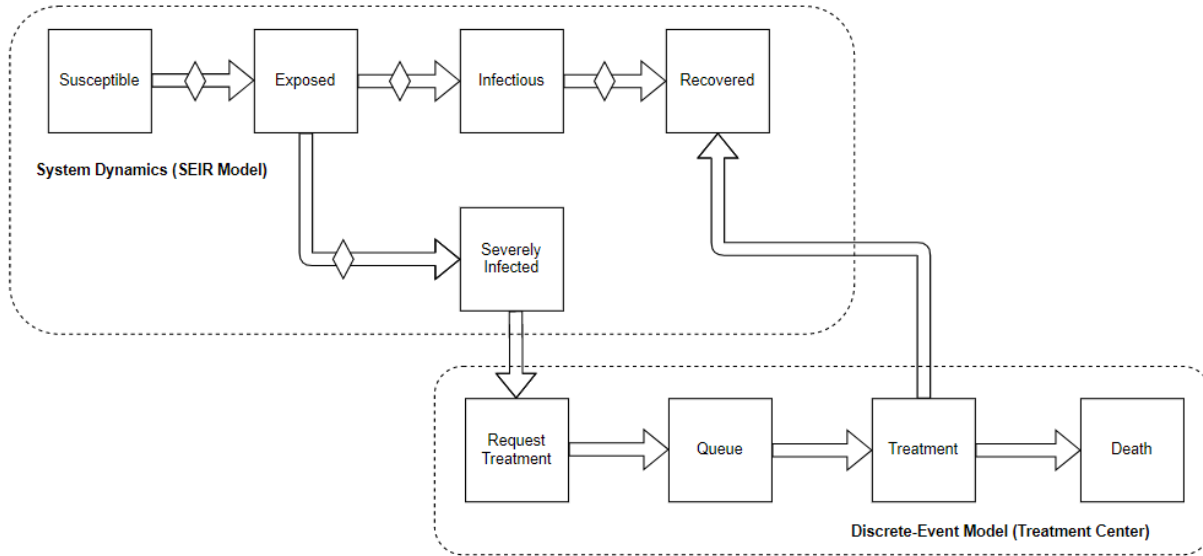 Susceptible
Exposed
Infectious
Recovered
System Dynamics (SEIR Model)
Severely
Infected
Request
Treatment
Queue
Treatment
Death
Discrete-Event Model (Treatment Center)